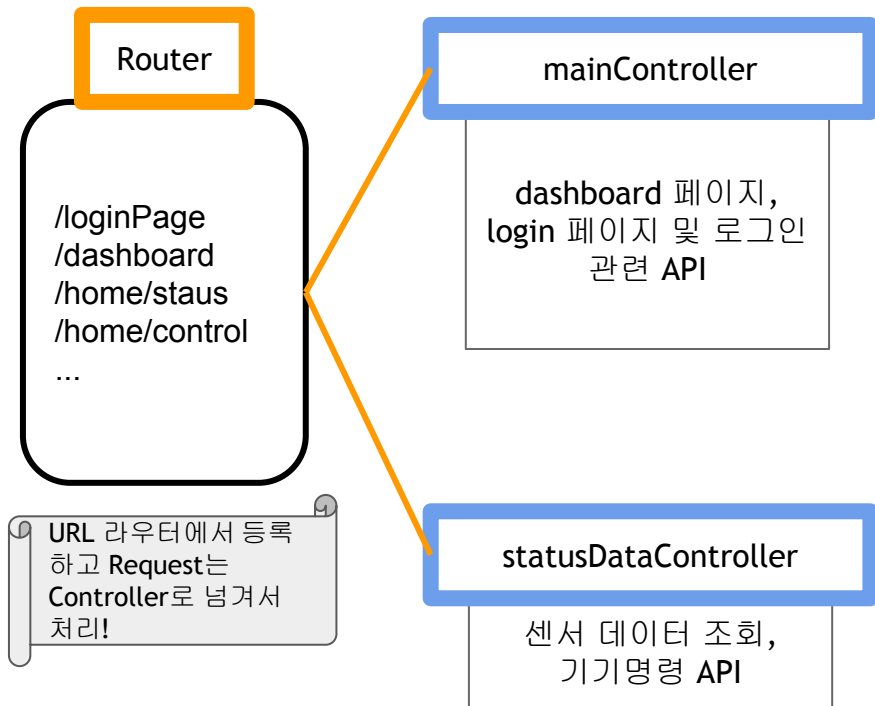 Router
/loginPage
/dashboard
/home/staus
/home/control
...
URL 라우터에서 등록
하고 Request는
Controller로 넘겨서
처리!
mainController
dashboard 페이지,
login 페이지 및 로그인
관련 API
statusDataController
센서 데이터 조회,
기기명령 API